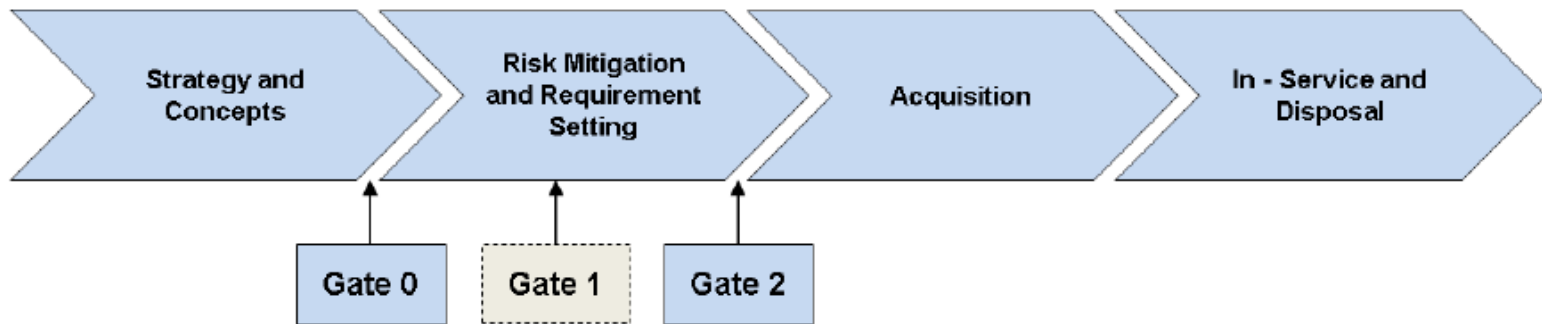 Strategy and
Concepts
Risk Mitigation
and Requirement
Setting
Acquisition
In - Service and
Disposal
Gate 0
Gate 1
Gate 2